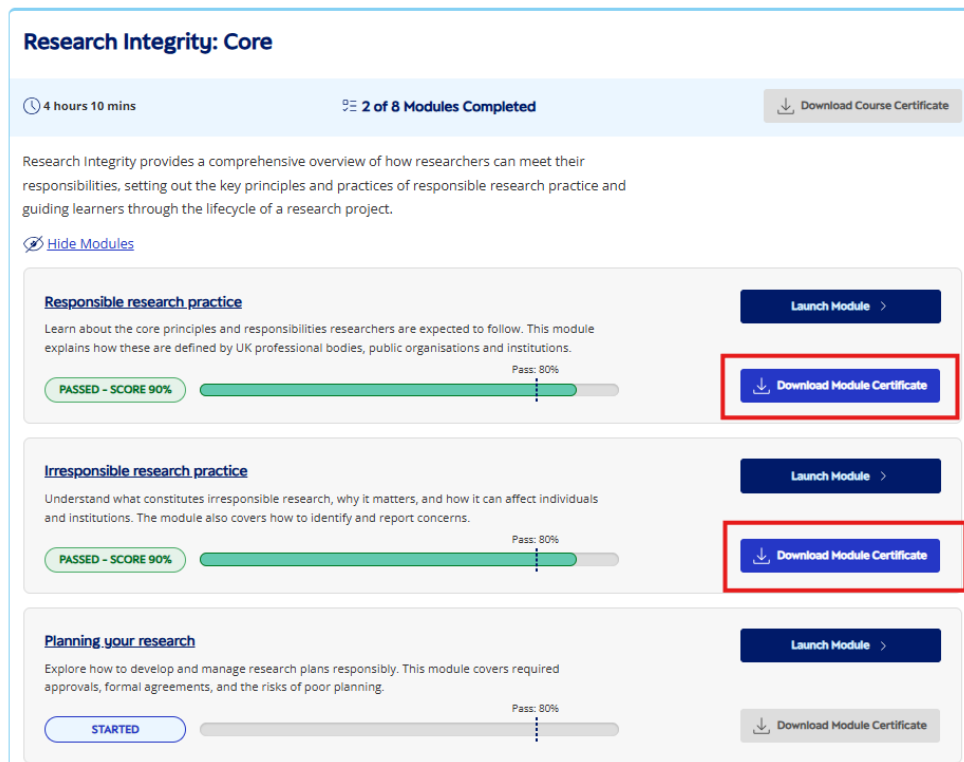 Research Integrity: Core
4 hours 10 mins
2 of 8 Modules Completed
Download Course Certificate
Research Integrity provides a comprehensive overview of how researchers can meet their
responsibilities, setting out the key principles and practices of responsible research practice and
guiding learners through the lifecycle of a research project.
Hide Modules
Responsible research practice
Launch Module
Learn about the core principles and responsibilities researchers are expected to follow. This module
explains how these are defined by UK professional bodies, public organisations and institutions.
Pass: 80%
PASSED - SCORE 90%
Download Module Certificate
Irresponsible research practice
Launch Module
Understand what constitutes irresponsible research, why it matters, and how it can affect individuals
and institutions. The module also covers how to identify and report concerns.
Pass: 80%
PASSED - SCORE 90%
Download Module Certificate
Planning your research
Launch Module
Explore how to develop and manage research plans responsibly. This module covers required
approvals, formal agreements, and the risks of poor planning.
Pass: 80%
STARTED
Download Module Certificate